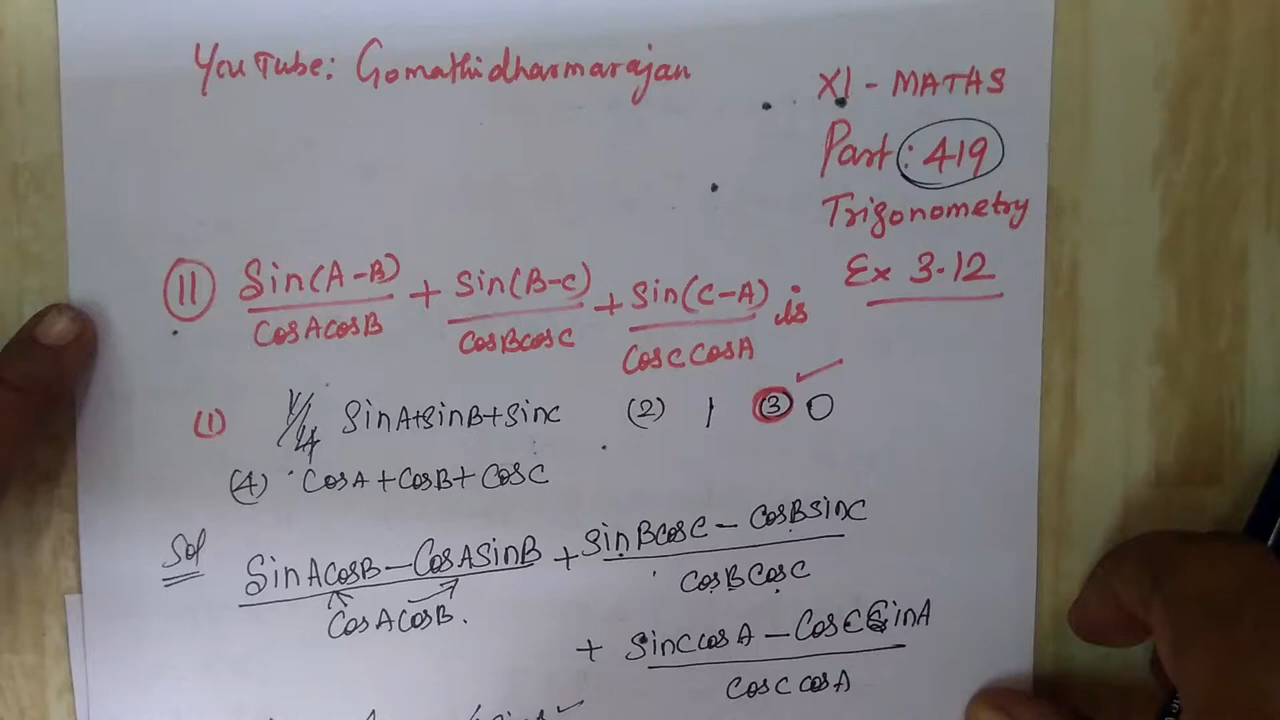 YouTube: Gomathidharmarajan
XI - MATHS
Part : 419
Trigonometry
Ex 3.12
(11) Sin(A-B)/CosAcosB + Sin(B-C)/CosBcosC + Sin(C-A)/CosCCosA is
(1) SinA+SinB+SinC (2) 1 (3) 0 ✓
(4) CosA+CosB+CosC
Sol
SinAcosB-CosASinB/CosAcosB. + SinBcosC-CosBSinC/CosBCosC
+ SinCcosA-CosCSinA/CosCcosA